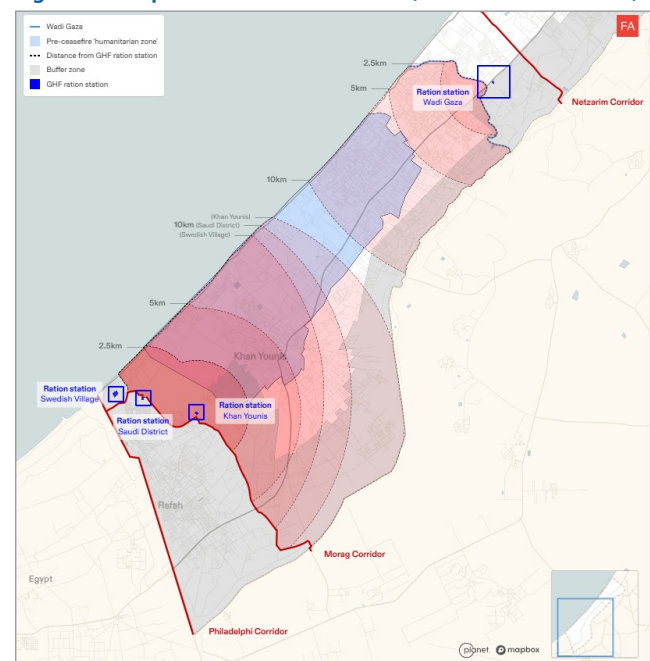 Wadi Gaza
Pre-ceasefire 'humanitarian zone'
Distance from GHF ration station
Buffer zone
GHF ration station
FA
2.5km
5km
Ration station
Wadi Gaza
Netzarim Corridor
10km
(Khan Younis)
10km (Saudi District)
(Swedish Village)
5km
2.5km
Khan Younis
Ration station
Swedish Village
Ration station
Khan Younis
Ration station
Saudi District
Rafah
Morag Corridor
Egypt
Philadelphi Corridor
planet mapbox